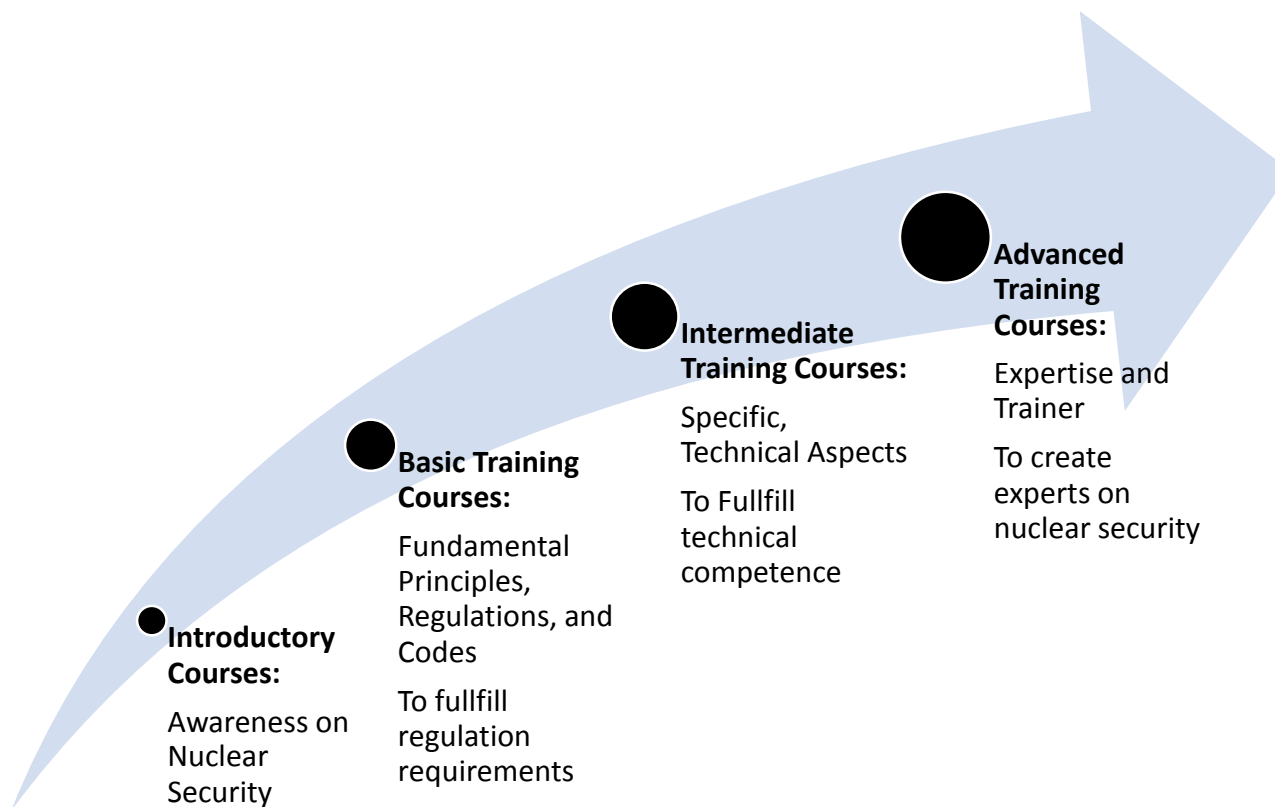 Introductory
Courses:
Awareness on
Nuclear
Security
Basic Training
Courses:
Fundamental
Principles,
Regulations, and
Codes
To fullfill
regulation
requirements
Intermediate
Training Courses:
Specific,
Technical Aspects
To Fullfill
technical
competence
Advanced
Training
Courses:
Expertise and
Trainer
To create
experts on
nuclear security